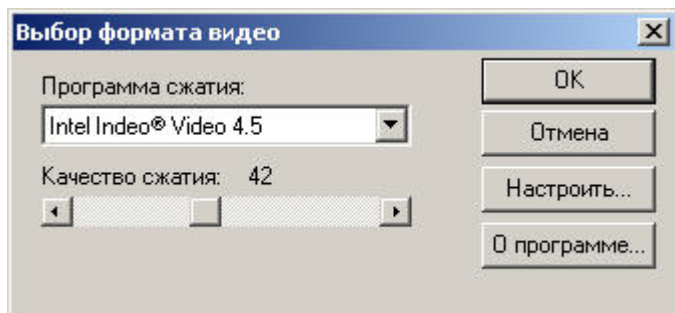 Выбор формата видео
Программа сжатия:
Intel Indeo® Video 4.5
Качество сжатия: 42
OK
Отмена
Настроить...
О программе...